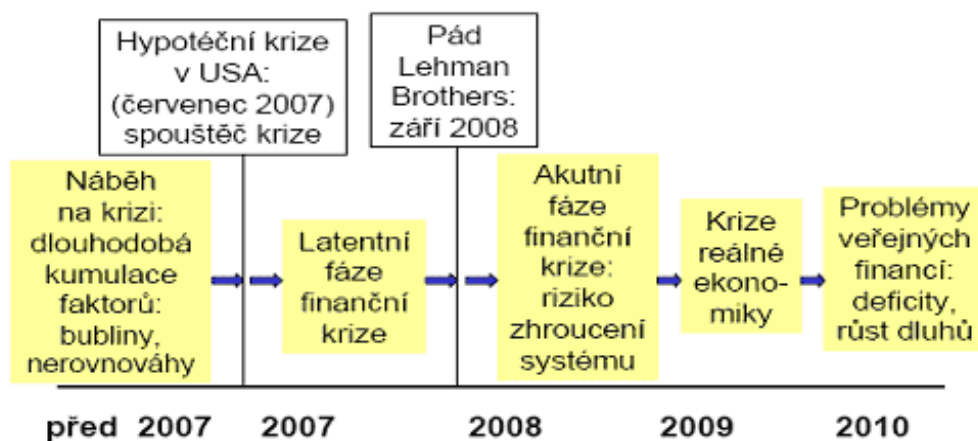 Hypotéční krize
v USA:
(červenec 2007)
spouštěč krize
Pád
Lehman
Brothers:
září 2008
Náběh
na krizi:
dlouhodobá
kumulace
faktorů:
bubliny,
nerovnováhy
Latentní
fáze
finanční
krize
Akutní
fáze
finanční
krize:
riziko
zhroucení
systému
Krize
reálné
ekono-
miky
Problémy
veřejných
financí:
deficity,
růst dluhů
před 2007 2007 2008 2009 2010